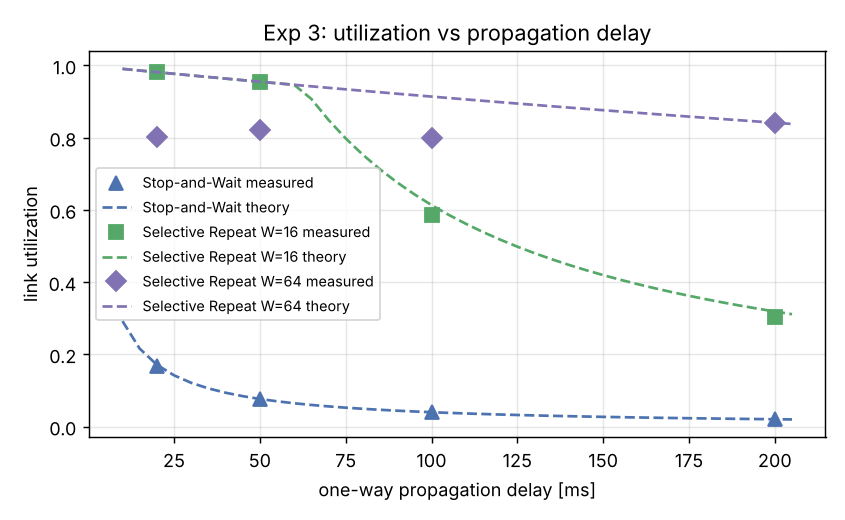 Exp 3: utilization vs propagation delay
link utilization
1.0
0.8
0.6
0.4
0.2
0.0
Stop-and-Wait measured
Stop-and-Wait theory
Selective Repeat W=16 measured
Selective Repeat W=16 theory
Selective Repeat W=64 measured
Selective Repeat W=64 theory
25 50 75 100 125 150 175 200
one-way propagation delay [ms]